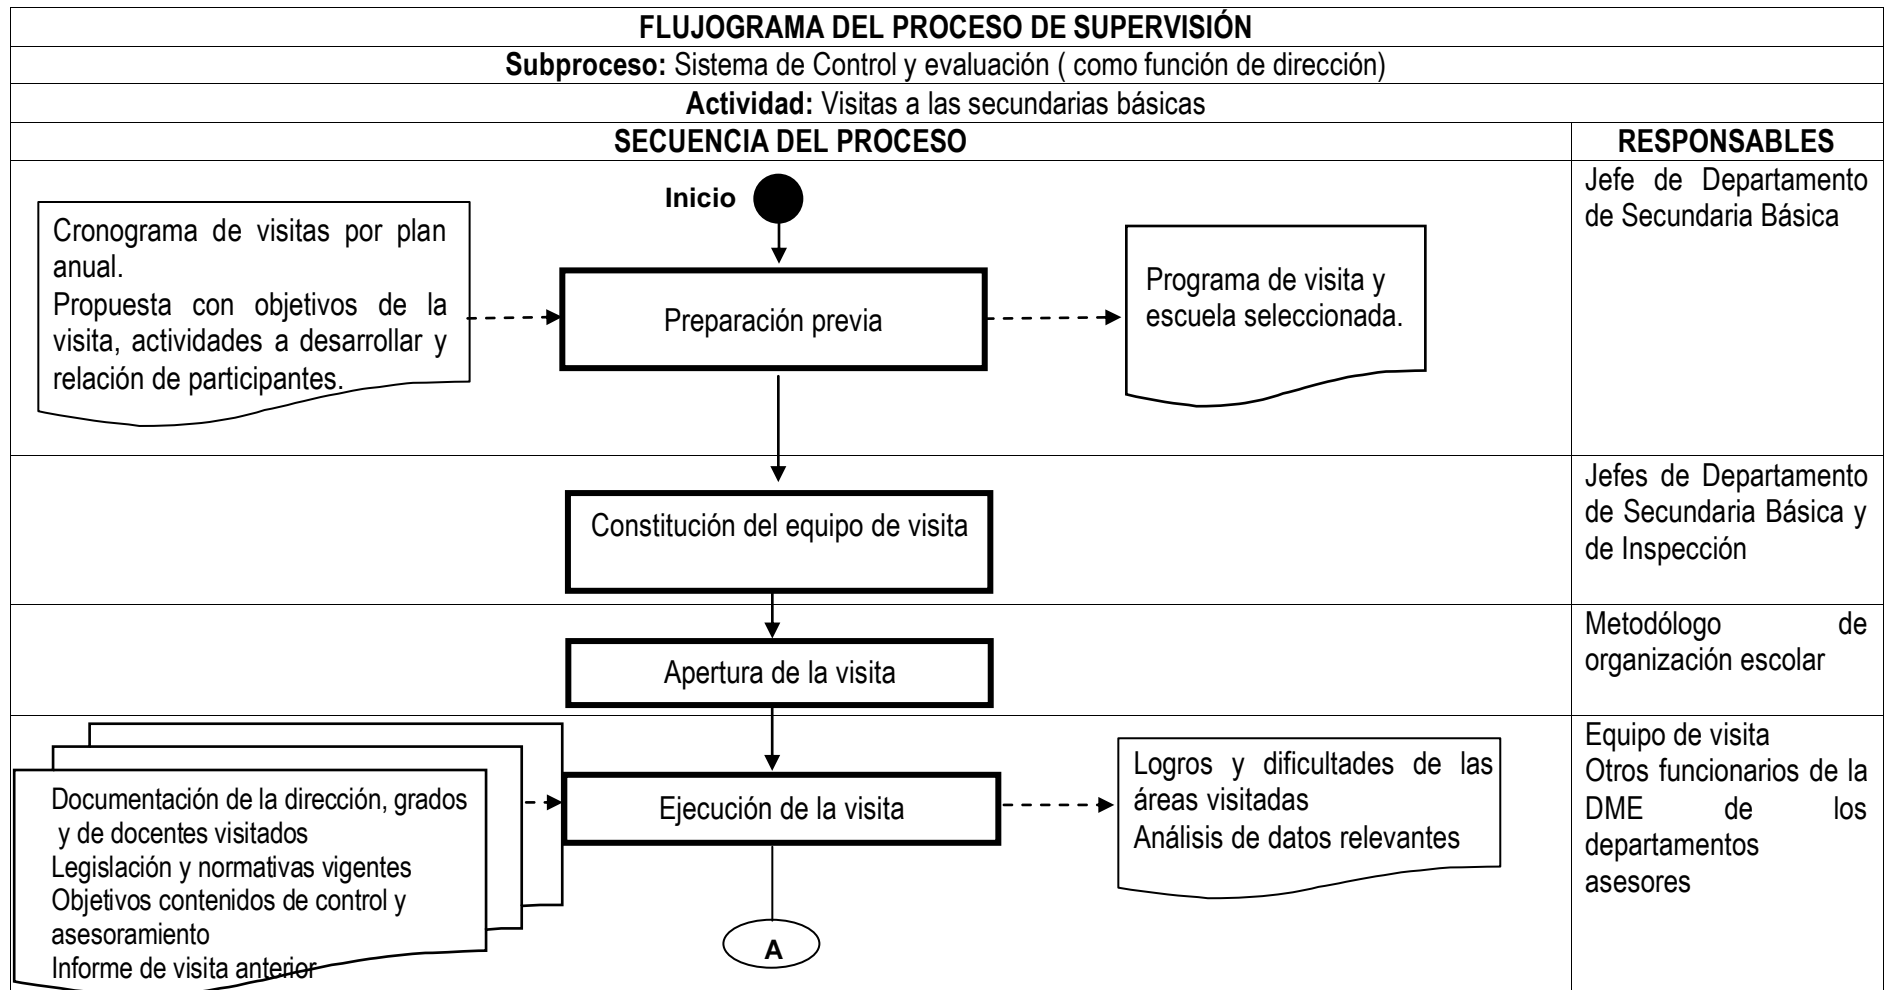 FLUJOGRAMA DEL PROCESO DE SUPERVISIÓN
Subproceso: Sistema de Control y evaluación ( como función de dirección)
Actividad: Visitas a las secundarias básicas
SECUENCIA DEL PROCESO
RESPONSABLES
Inicio
Cronograma de visitas por plan
anual.
Propuesta con objetivos de la
visita, actividades a desarrollar y
relación de participantes.
Preparación previa
Programa de visita y
escuela seleccionada.
Jefe de Departamento
de Secundaria Básica
Constitución del equipo de visita
Jefes de Departamento
de Secundaria Básica y
de Inspección
Apertura de la visita
Metodólogo de
organización escolar
Documentación de la dirección, grados
y de docentes visitados
Legislación y normativas vigentes
Objetivos contenidos de control y
asesoramiento
Informe de visita anterior
Ejecución de la visita
Logros y dificultades de las
áreas visitadas
Análisis de datos relevantes
A
Equipo de visita
Otros funcionarios de la
DME de los
departamentos
asesores